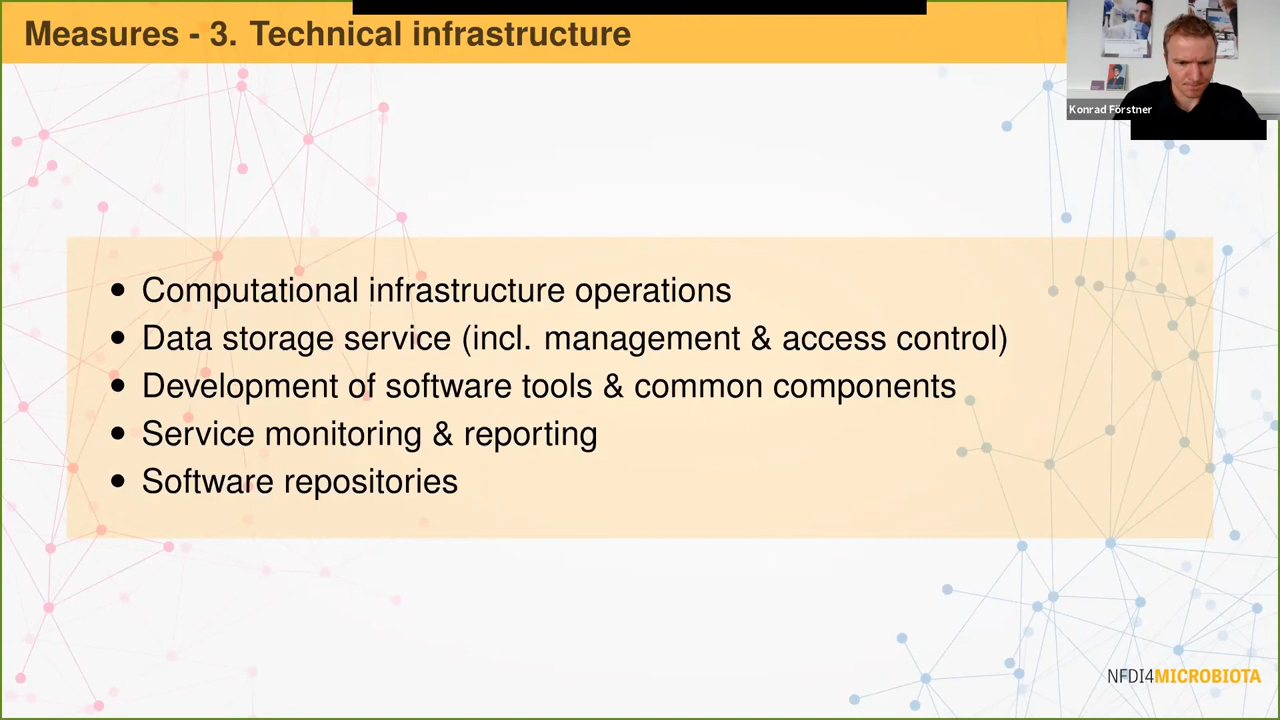 Measures - 3. Technical infrastructure
Konrad Förstner
• Computational infrastructure operations
• Data storage service (incl. management & access control)
• Development of software tools & common components
• Service monitoring & reporting
• Software repositories
NFDI4MICROBIOTA